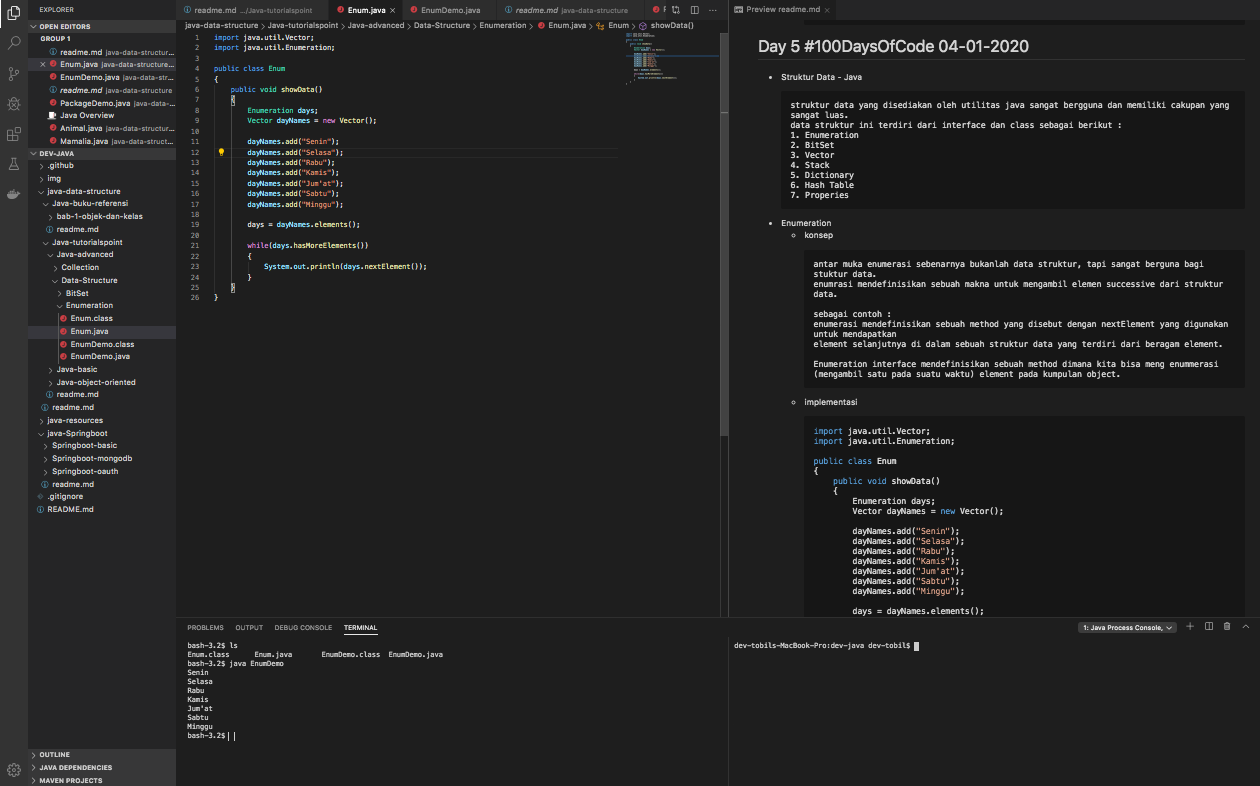 EXPLORER
OPEN EDITORS
GROUP 1
readme.md java-data-structur...
Enum.java java-data-structure...
EnumDemo.java java-data-str...
readme.md java-data-structure
PackageDemo.java java-data-...
Java Overview
Animal.java java-data-structur...
Mamalia.java java-data-struct...
DEV-JAVA
.github
img
java-data-structure
Java-buku-referensi
bab-1-objek-dan-kelas
readme.md
Java-tutorialspoint
Java-advanced
Collection
Data-Structure
BitSet
Enumeration
Enum.class
Enum.java
EnumDemo.class
EnumDemo.java
Java-basic
Java-object-oriented
readme.md
readme.md
java-resources
java-Springboot
Springboot-basic
Springboot-mongodb
Springboot-oauth
readme.md
.gitignore
README.md
OUTLINE
JAVA DEPENDENCIES
MAVEN PROJECTS
readme.md .../Java-tutorialspoint
Enum.java
EnumDemo.java
readme.md java-data-structure
java-data-structure > Java-tutorialspoint > Java-advanced > Data-Structure > Enumeration > Enum.java > Enum > showData()
1 import java.util.Vector;
2 import java.util.Enumeration;
3
4 public class Enum
5 {
6 public void showData()
7 {
8 Enumeration days;
9 Vector dayNames = new Vector();
10
11 dayNames.add("Senin");
12 dayNames.add("Selasa");
13 dayNames.add("Rabu");
14 dayNames.add("Kamis");
15 dayNames.add("Jum'at");
16 dayNames.add("Sabtu");
17 dayNames.add("Minggu");
18
19 days = dayNames.elements();
20
21 while(days.hasMoreElements())
22 {
23 System.out.println(days.nextElement());
24 }
25 }
26 }
Preview readme.md
Day 5 #100DaysOfCode 04-01-2020
Struktur Data - Java
struktur data yang disediakan oleh utilitas java sangat bergguna dan memiliki cakupan yang
sangat luas.
data struktur ini terdiri dari interface dan class sebagai berikut :
1. Enumeration
2. BitSet
3. Vector
4. Stack
5. Dictionary
6. Hash Table
7. Properies
Enumeration
konsep
antar muka enumerasi sebenarnya bukanlah data struktur, tapi sangat berguna bagi
stuktur data.
enumrasi mendefinisikan sebuah makna untuk mengambil elemen successive dari struktur
data.
sebagai contoh :
enumerasi mendefinisikan sebuah method yang disebut dengan nextElement yang digunakan
untuk mendapatkan
element selanjutnya di dalam sebuah struktur data yang terdiri dari beragam element.
Enumeration interface mendefinisikan sebuah method dimana kita bisa meng enummerasi
(mengambil satu pada suatu waktu) element pada kumpulan object.
implementasi
import java.util.Vector;
import java.util.Enumeration;
public class Enum
{
public void showData()
{
Enumeration days;
Vector dayNames = new Vector();
dayNames.add("Senin");
dayNames.add("Selasa");
dayNames.add("Rabu");
dayNames.add("Kamis");
dayNames.add("Jum'at");
dayNames.add("Sabtu");
dayNames.add("Minggu");
days = dayNames.elements();
PROBLEMS OUTPUT DEBUG CONSOLE TERMINAL
1: Java Process Console,
bash-3.2$ ls
Enum.class Enum.java EnumDemo.class EnumDemo.java
bash-3.2$ java EnumDemo
Senin
Selasa
Rabu
Kamis
Jum'at
Sabtu
Minggu
bash-3.2$
dev-tobils-MacBook-Pro:dev-java dev-tobil$